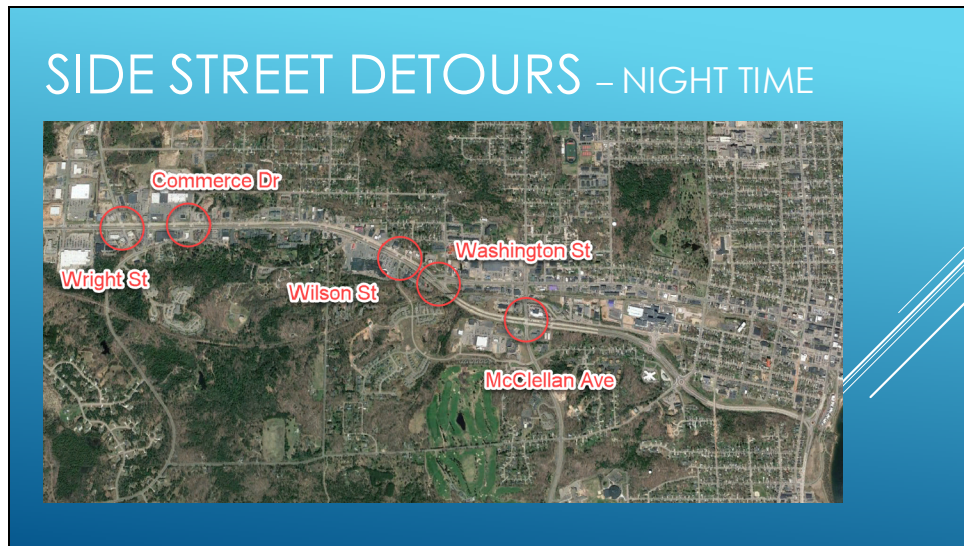 SIDE STREET DETOURS – NIGHT TIME
Commerce Dr
Washington St
Wright St
Wilson St
McClellan Ave